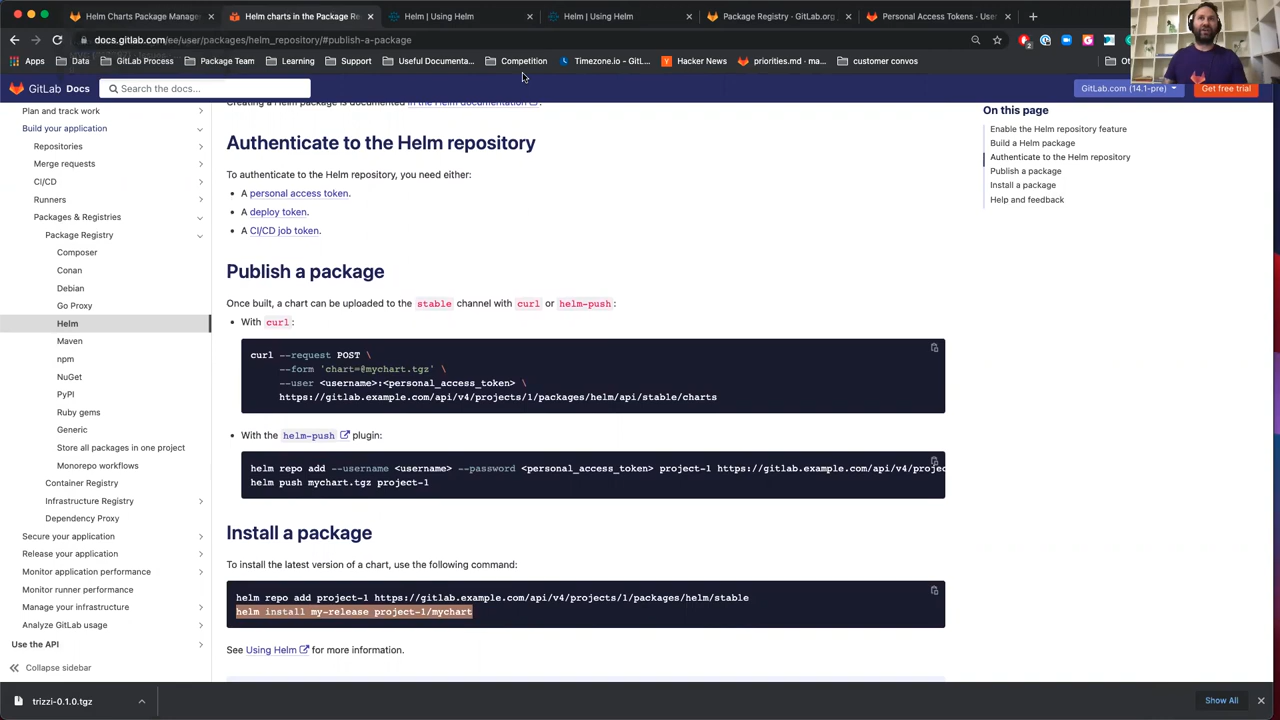 Helm Charts Package Manage
Helm charts in the Package Re
Helm | Using Helm
Helm | Using Helm
Package Registry · GitLab.org
Personal Access Tokens · Use
docs.gitlab.com/ee/user/packages/helm_repository/#publish-a-package
Apps
Data
GitLab Process
Package Team
Learning
Support
Useful Documenta...
Competition
Timezone.io - GitL...
Hacker News
priorities.md · ma...
customer convos
Ot
GitLab Docs
Search the docs...
GitLab.com (14.1-pre)
Get free trial
Plan and track work
Build your application
Repositories
Merge requests
CI/CD
Runners
Packages & Registries
Package Registry
Composer
Conan
Debian
Go Proxy
Helm
Maven
npm
NuGet
PyPI
Ruby gems
Generic
Store all packages in one project
Monorepo workflows
Container Registry
Infrastructure Registry
Dependency Proxy
Secure your application
Release your application
Monitor application performance
Monitor runner performance
Manage your infrastructure
Analyze GitLab usage
Use the API
Collapse sidebar
Creating a Helm package is documented in the Helm documentation.
Authenticate to the Helm repository
To authenticate to the Helm repository, you need either:
A personal access token.
A deploy token.
A CI/CD job token.
Publish a package
Once built, a chart can be uploaded to the stable channel with curl or helm-push:
With curl:
curl --request POST \
--form 'chart=@mychart.tgz' \
--user <username>:<personal_access_token> \
https://gitlab.example.com/api/v4/projects/1/packages/helm/api/stable/charts
With the helm-push plugin:
helm repo add --username <username> --password <personal_access_token> project-1 https://gitlab.example.com/api/v4/projec
helm push mychart.tgz project-1
Install a package
To install the latest version of a chart, use the following command:
helm repo add project-1 https://gitlab.example.com/api/v4/projects/1/packages/helm/stable
helm install my-release project-1/mychart
See Using Helm for more information.
On this page
Enable the Helm repository feature
Build a Helm package
Authenticate to the Helm repository
Publish a package
Install a package
Help and feedback
trizzi-0.1.0.tgz
Show All